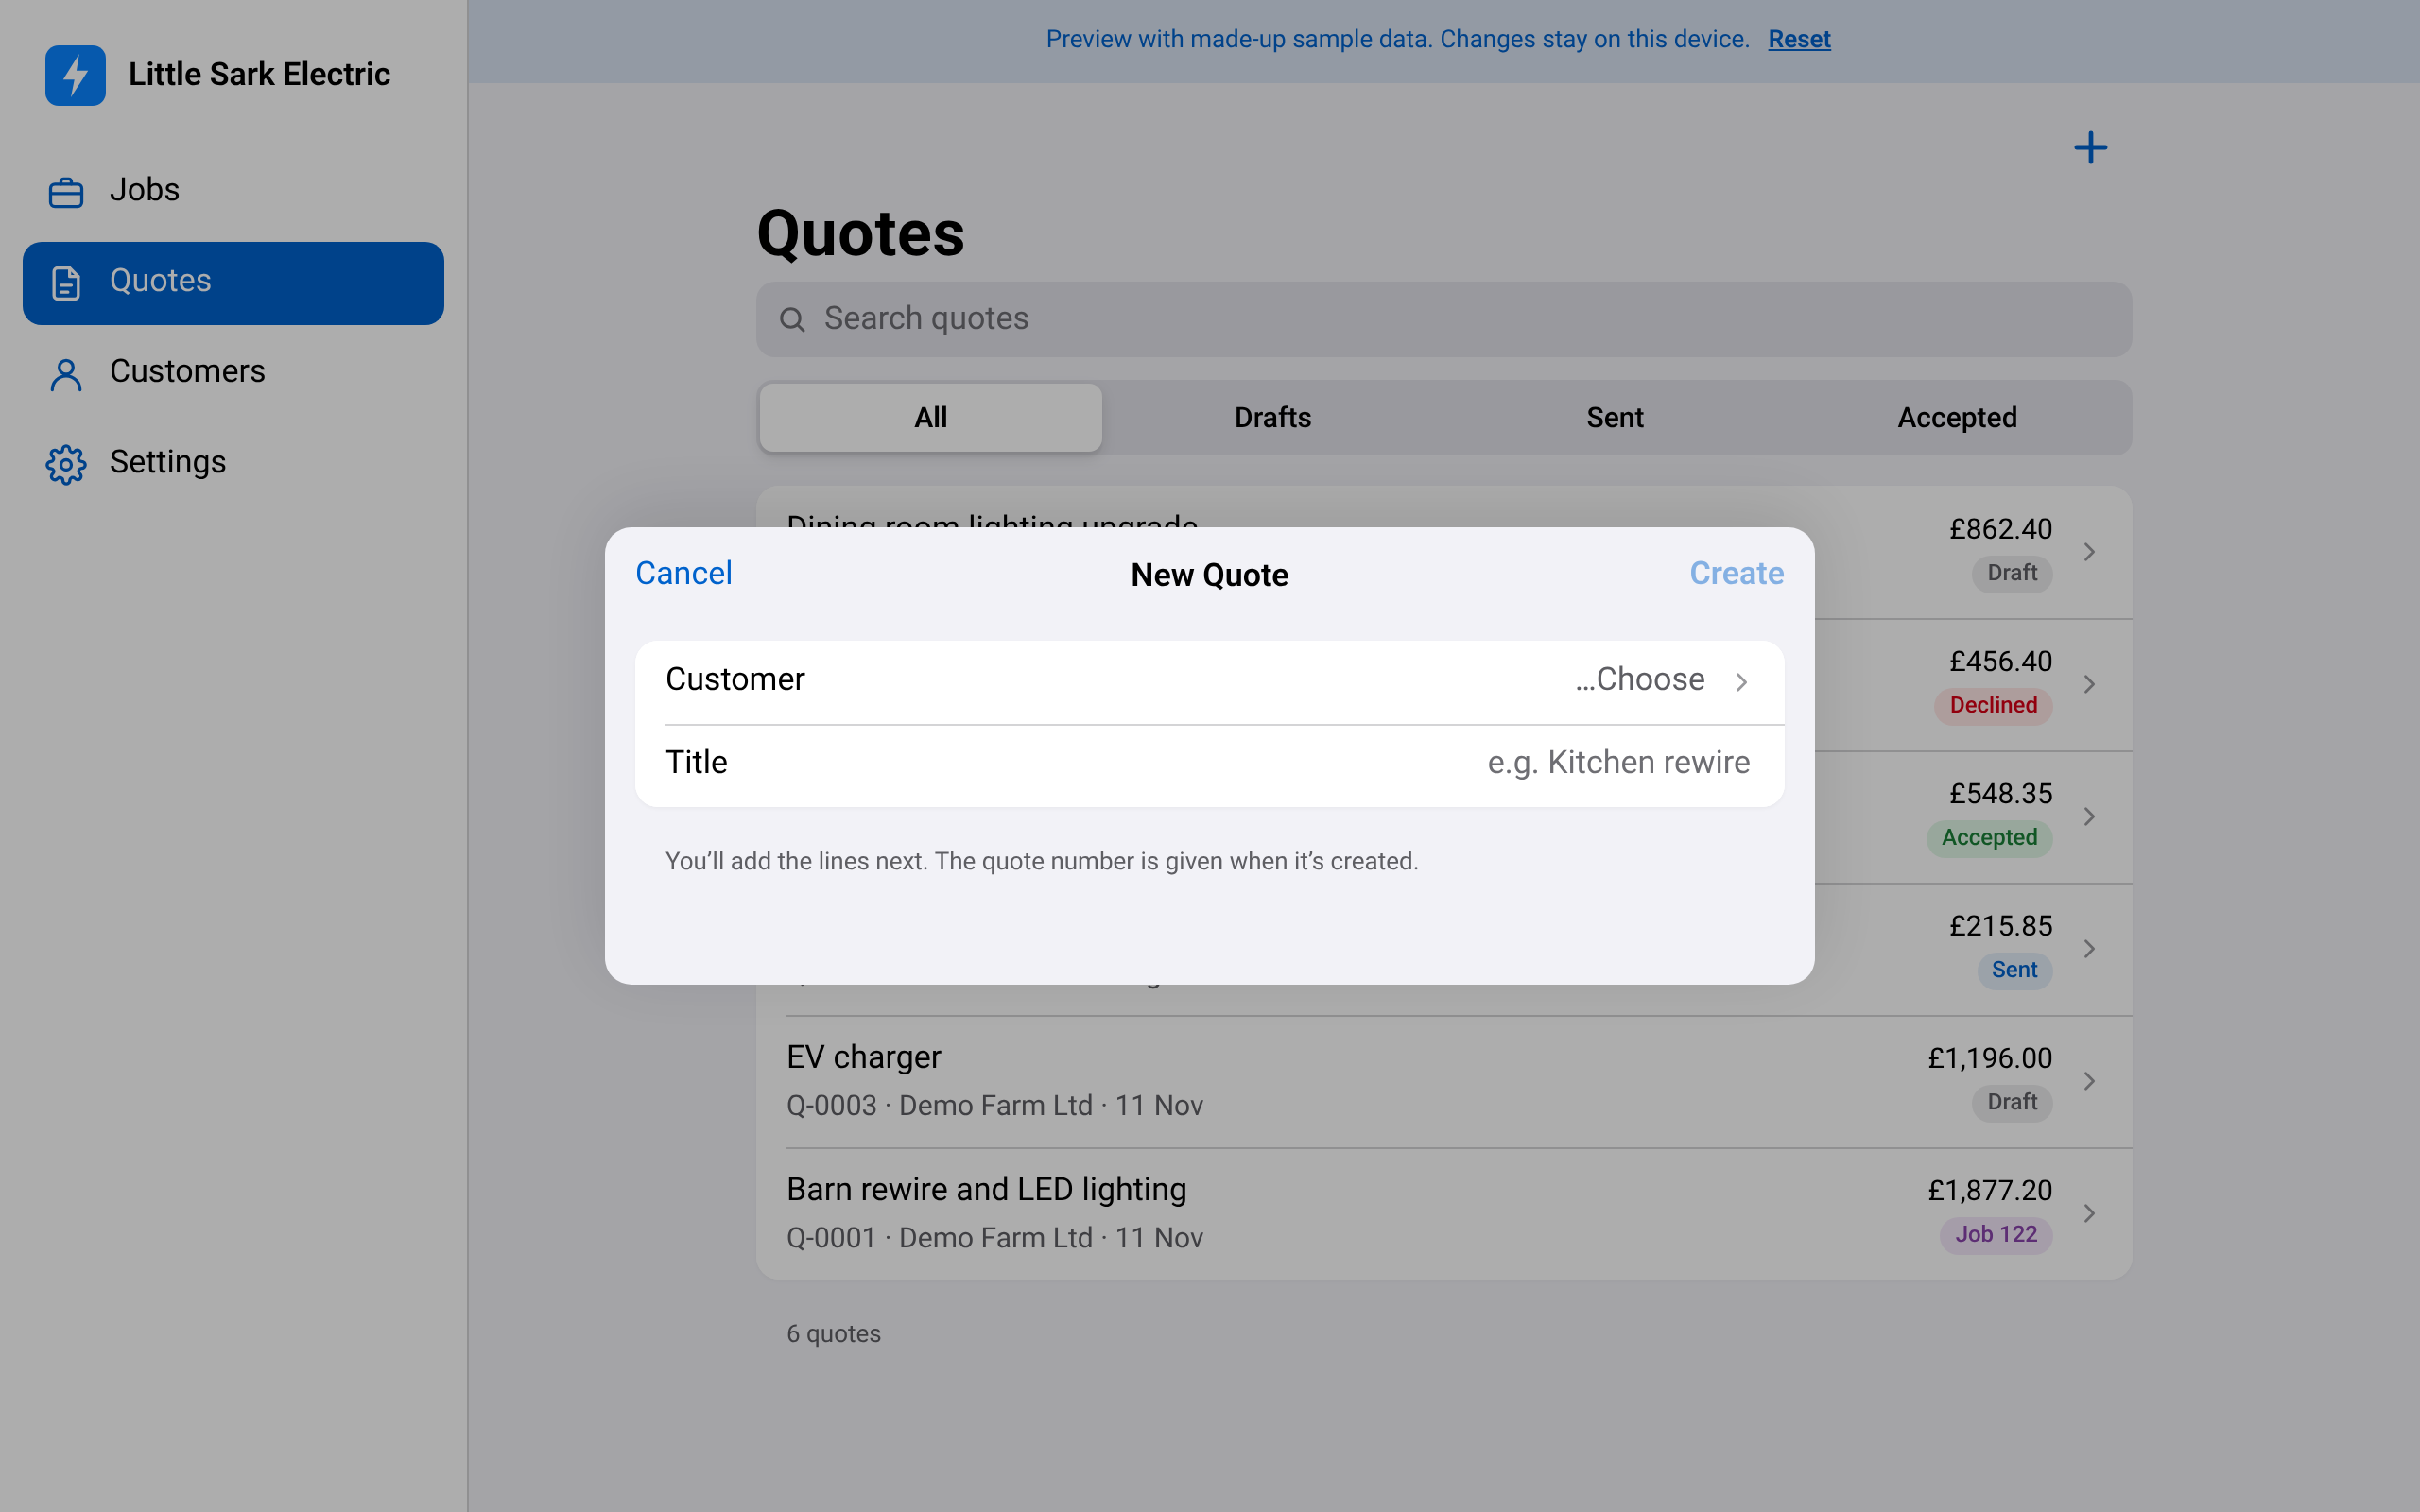 Little Sark Electric
Jobs
Quotes
Customers
Settings
Preview with made-up sample data. Changes stay on this device. Reset
Quotes
Search quotes
All
Drafts
Sent
Accepted
Dining room lighting upgrade
£862.40
Draft
Cancel
New Quote
Create
Customer
...Choose
Title
e.g. Kitchen rewire
You’ll add the lines next. The quote number is given when it’s created.
£456.40
Declined
£548.35
Accepted
£215.85
Sent
EV charger
£1,196.00
Q-0003 · Demo Farm Ltd · 11 Nov
Draft
Barn rewire and LED lighting
£1,877.20
Q-0001 · Demo Farm Ltd · 11 Nov
Job 122
6 quotes